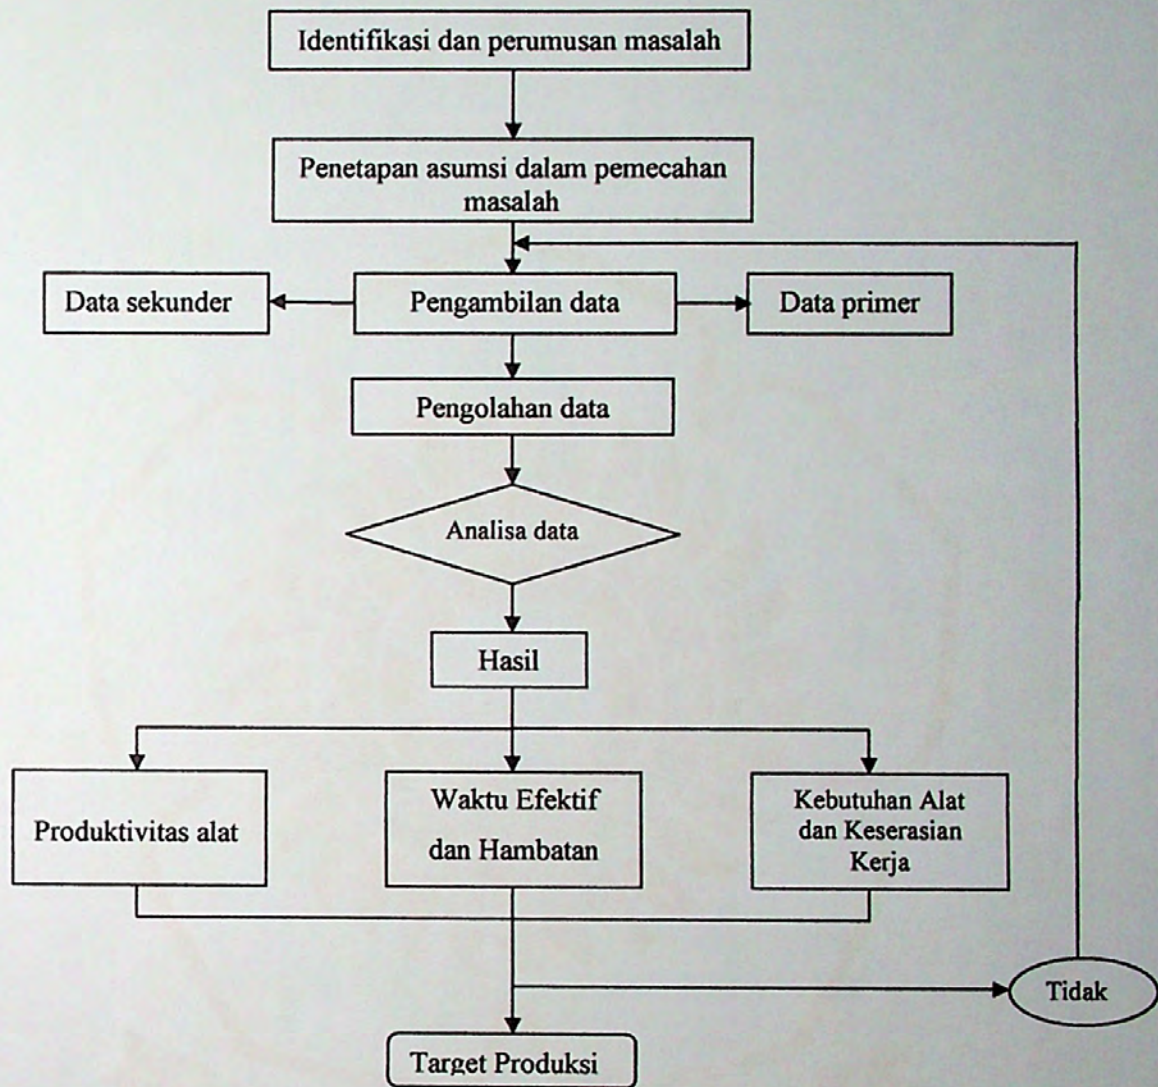 Identifikasi dan perumusan masalah
Penetapan asumsi dalam pemecahan
masalah
Data sekunder
Pengambilan data
Data primer
Pengolahan data
Analisa data
Hasil
Produktivitas alat
Waktu Efektif
dan Hambatan
Kebutuhan Alat
dan Keserasian
Kerja
Tidak
Target Produksi